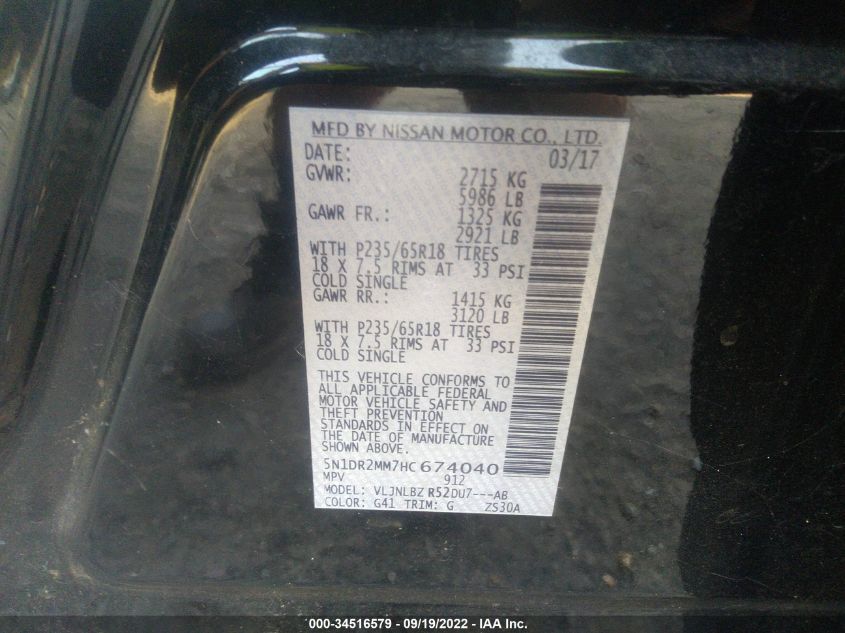 MFD BY NISSAN MOTOR CO., LTD.
DATE: 03/17
GVWR: 2715 KG
5986 LB
GAWR FR.: 1325 KG
2921 LB
WITH P235/65R18 TIRES
18 X 7.5 RIMS AT 33 PSI
COLD SINGLE
GAWR RR.: 1415 KG
3120 LB
WITH P235/65R18 TIRES
18 X 7.5 RIMS AT 33 PSI
COLD SINGLE
THIS VEHICLE CONFORMS TO
ALL APPLICABLE FEDERAL
MOTOR VEHICLE SAFETY AND
THEFT PREVENTION
STANDARDS IN EFFECT ON
THE DATE OF MANUFACTURE
SHOWN ABOVE.
5N1DR2MM7HC674040
MPV 912
MODEL: VLJNLBZ R52DU7---AB
COLOR: G41 TRIM: G ZS30A
000-34516579 - 09/19/2022 - IAA Inc.